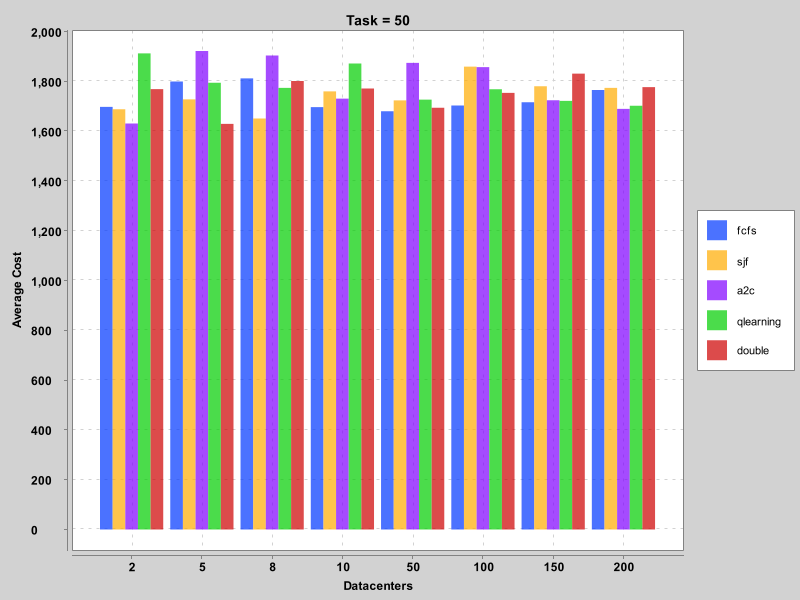 Task = 50
2,000
1,800
1,600
1,400
1,200
1,000
800
600
400
200
0
Average Cost
2 5 8 10 50 100 150 200
Datacenters
fcfs
sjf
a2c
qlearning
double